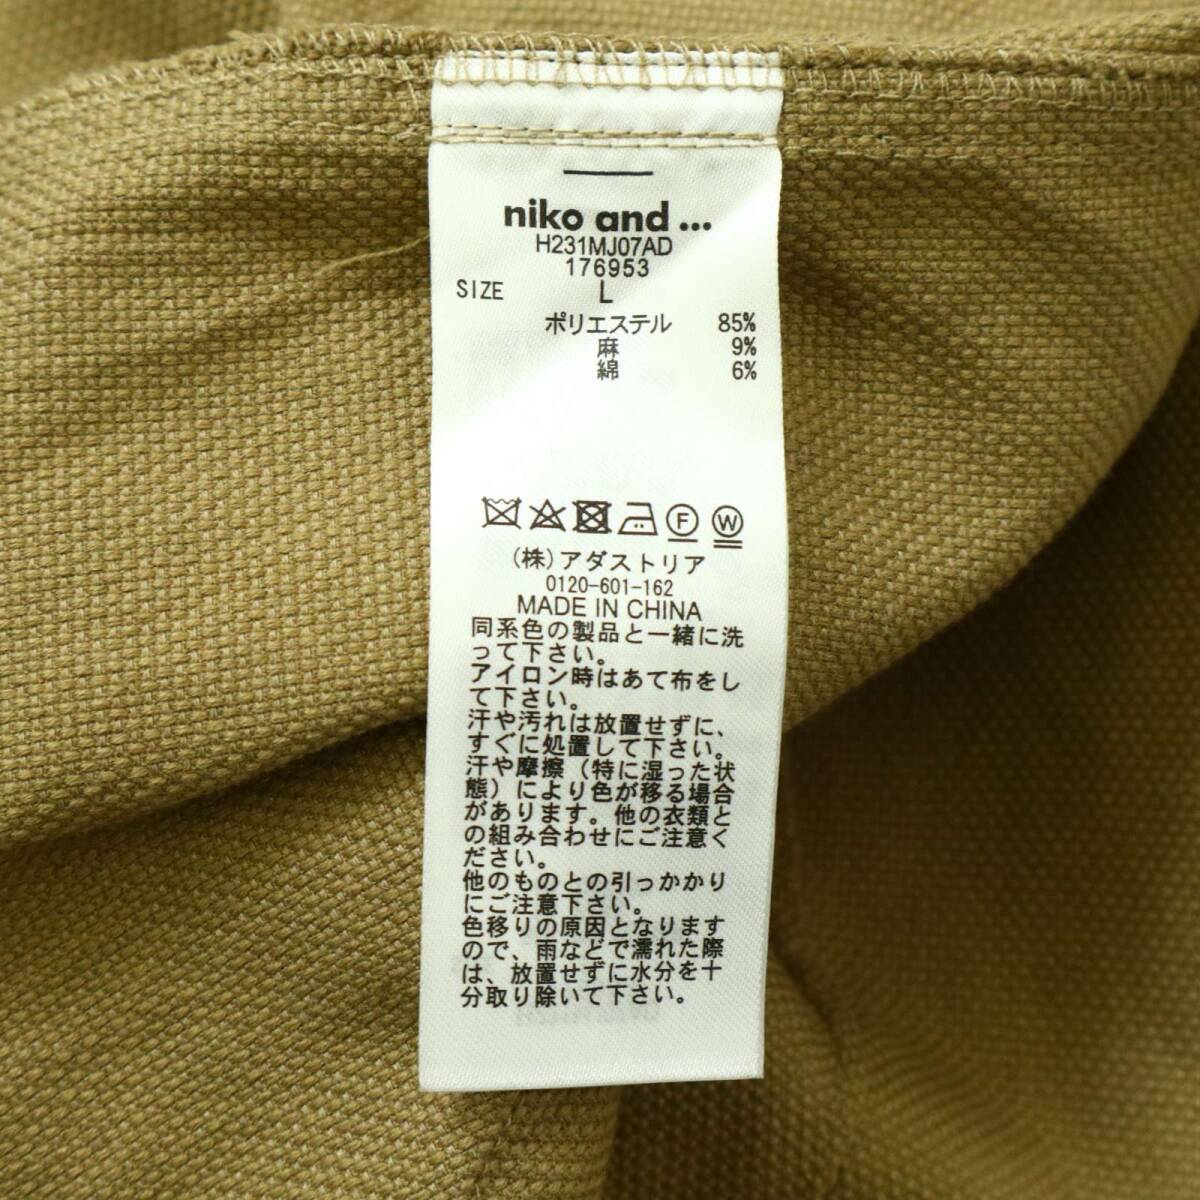 niko and ...
H231MJ07AD
176953
SIZE L
ポリエステル 85%
麻 9%
綿 6%
F W
(株)アダストリア
0120-601-162
MADE IN CHINA
同系色の製品と一緒に洗
って下さい。
アイロン時はあて布をし
て下さい。
汗や汚れは放置せずに、
すぐに処置して下さい。
汗や摩擦（特に湿った状
態）により色が移る場合
があります。他の衣類と
の組み合わせにご注意く
ださい。
他のものとの引っかかり
にご注意下さい。
色移りの原因となります
ので、雨などで濡れた際
は、放置せずに水分を十
分取り除いて下さい。